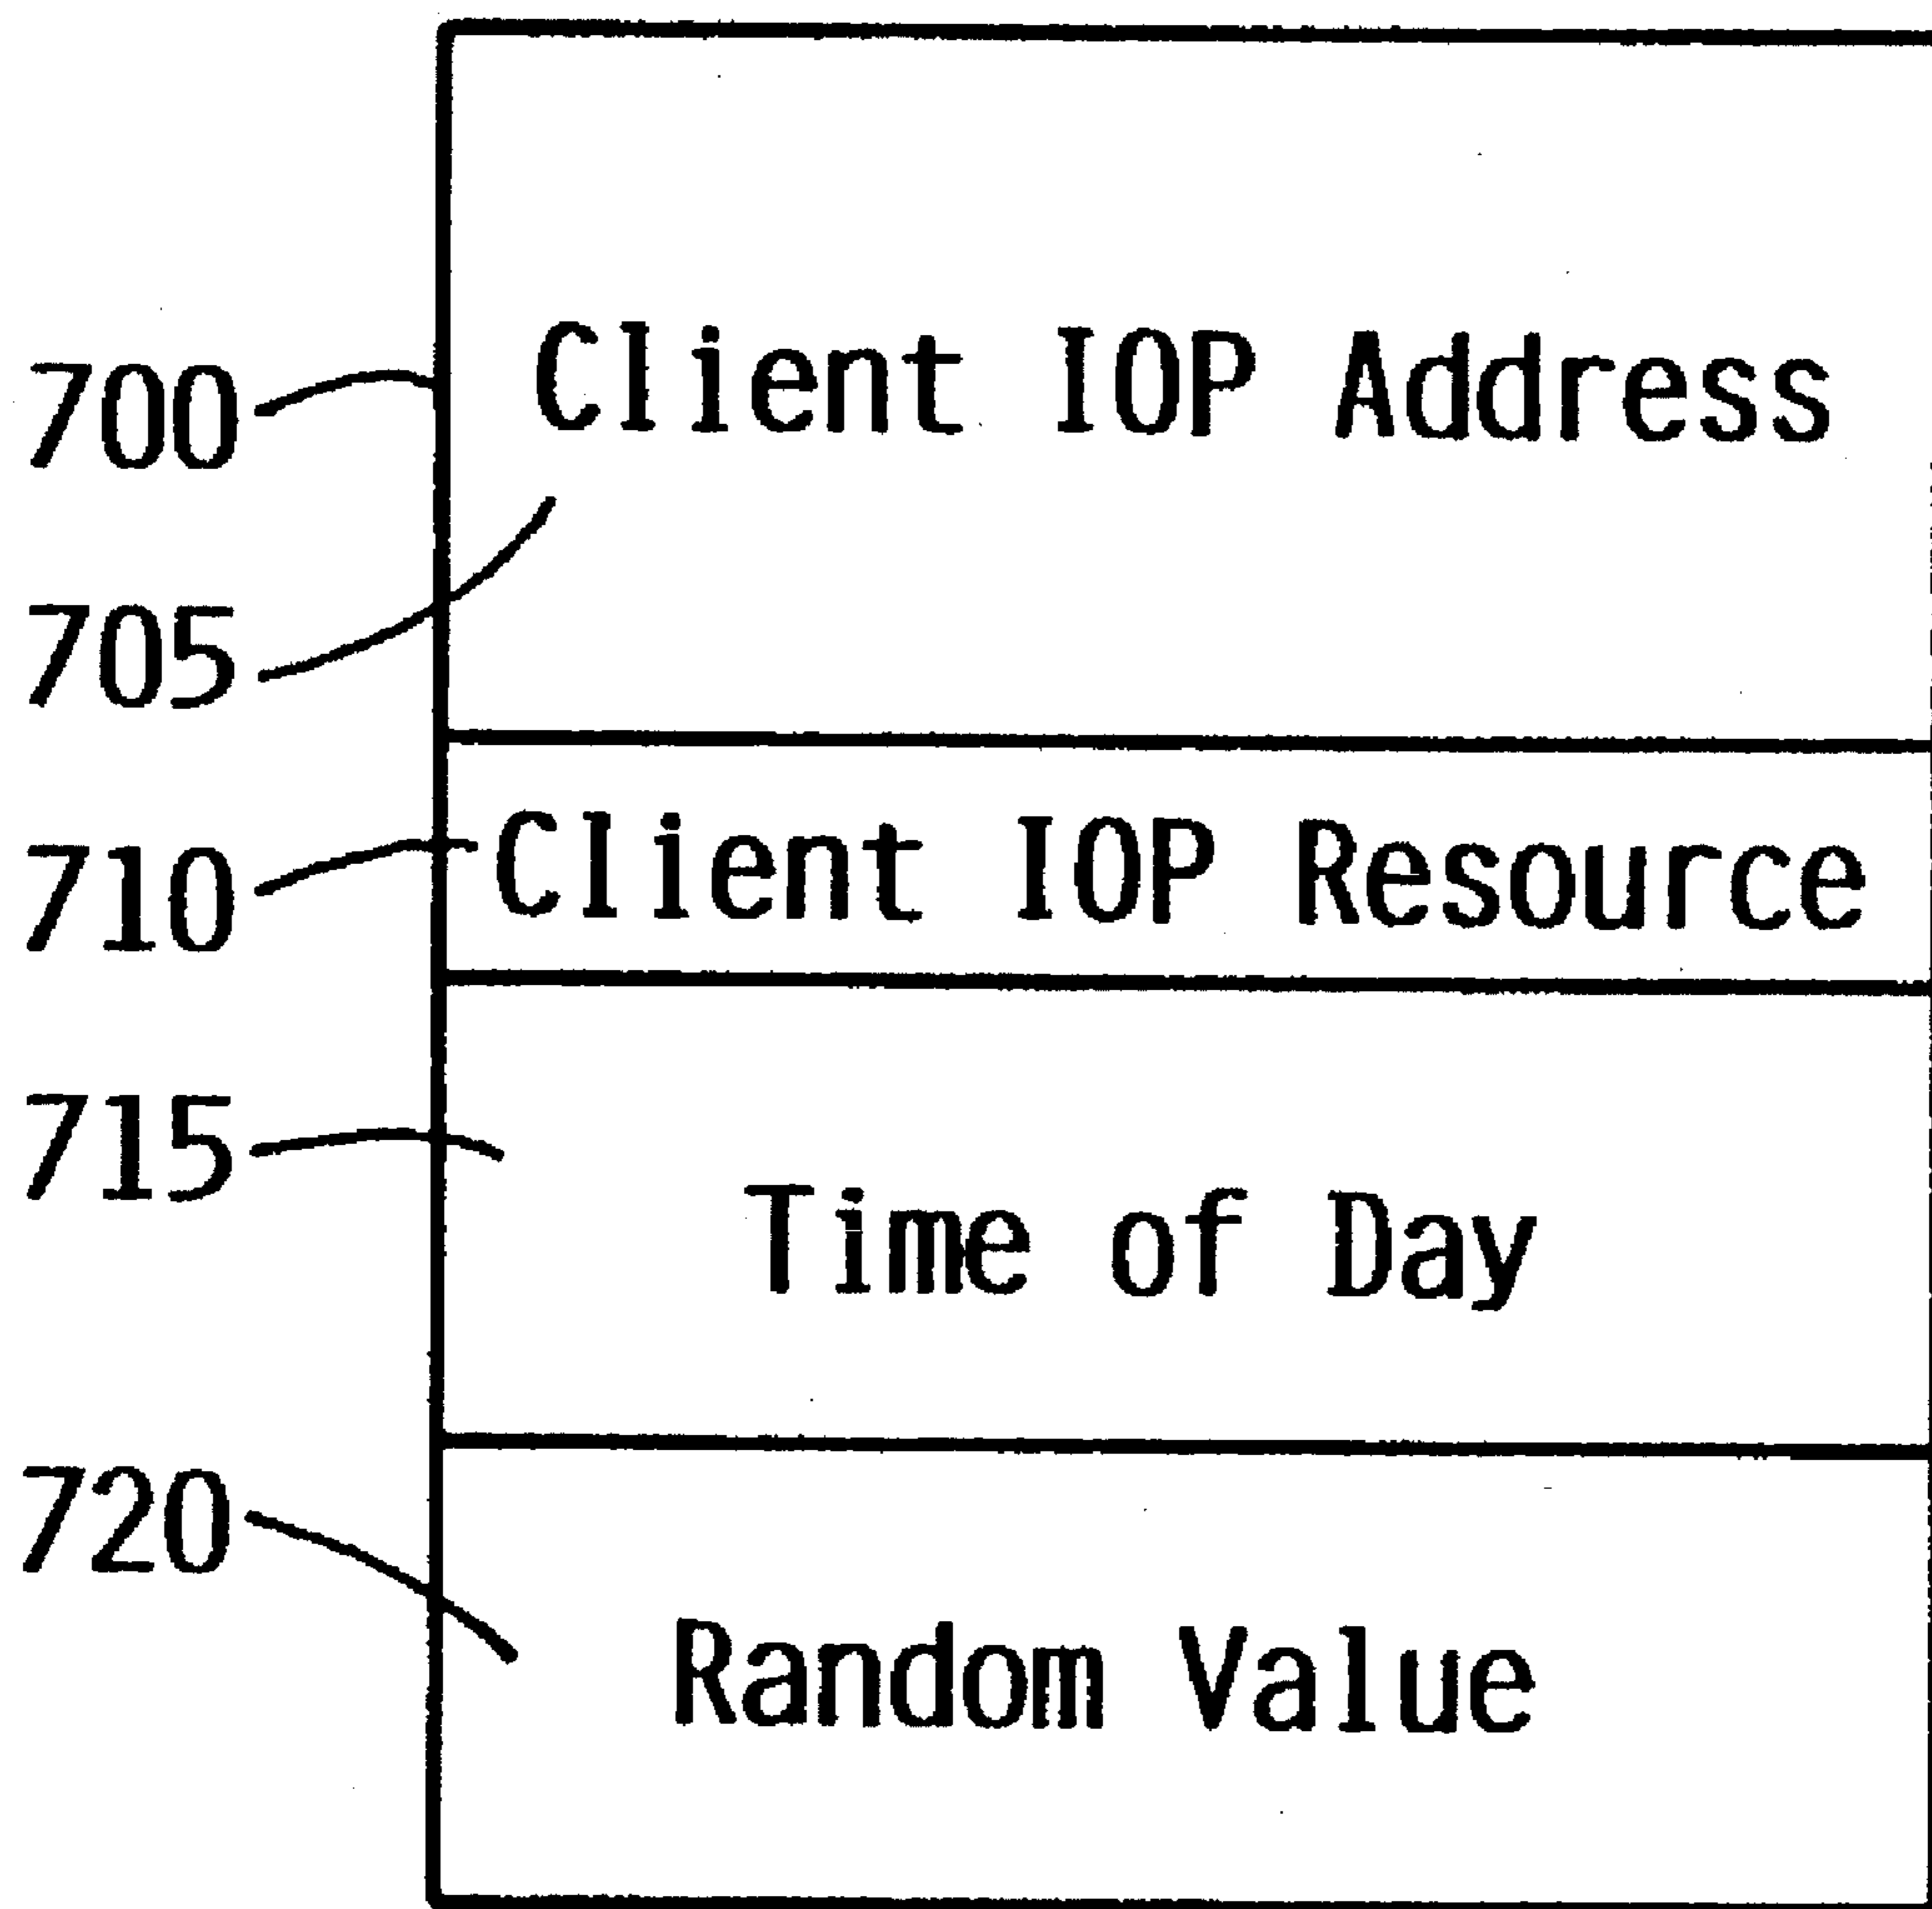 700
Client IOP Address
705
710
Client IOP Resource
715
Time of Day
720
Random Value